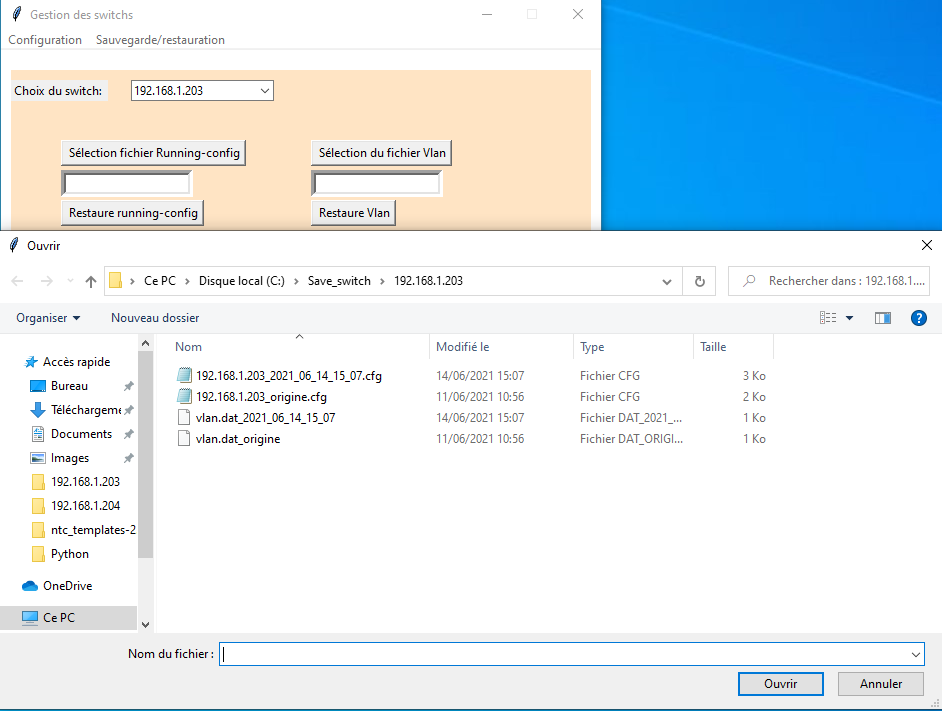 Gestion des switchs
Configuration Sauvegarde/restauration
Choix du switch: 192.168.1.203
Sélection fichier Running-config Sélection du fichier Vlan
Restaure running-config Restaure Vlan
Ouvrir
Ce PC Disque local (C:) Save_switch 192.168.1.203 Rechercher dans : 192.168.1....
Organiser Nouveau dossier
Nom Modifié le Type Taille
Accès rapide
Bureau
Téléchargeme
Documents
Images
192.168.1.203
192.168.1.204
ntc_templates-2
Python
OneDrive
Ce PC
192.168.1.203_2021_06_14_15_07.cfg 14/06/2021 15:07 Fichier CFG 3 Ko
192.168.1.203_origine.cfg 11/06/2021 10:56 Fichier CFG 2 Ko
vlan.dat_2021_06_14_15_07 14/06/2021 15:07 Fichier DAT_2021_... 1 Ko
vlan.dat_origine 11/06/2021 10:56 Fichier DAT_ORIGI... 1 Ko
Nom du fichier :
Ouvrir Annuler